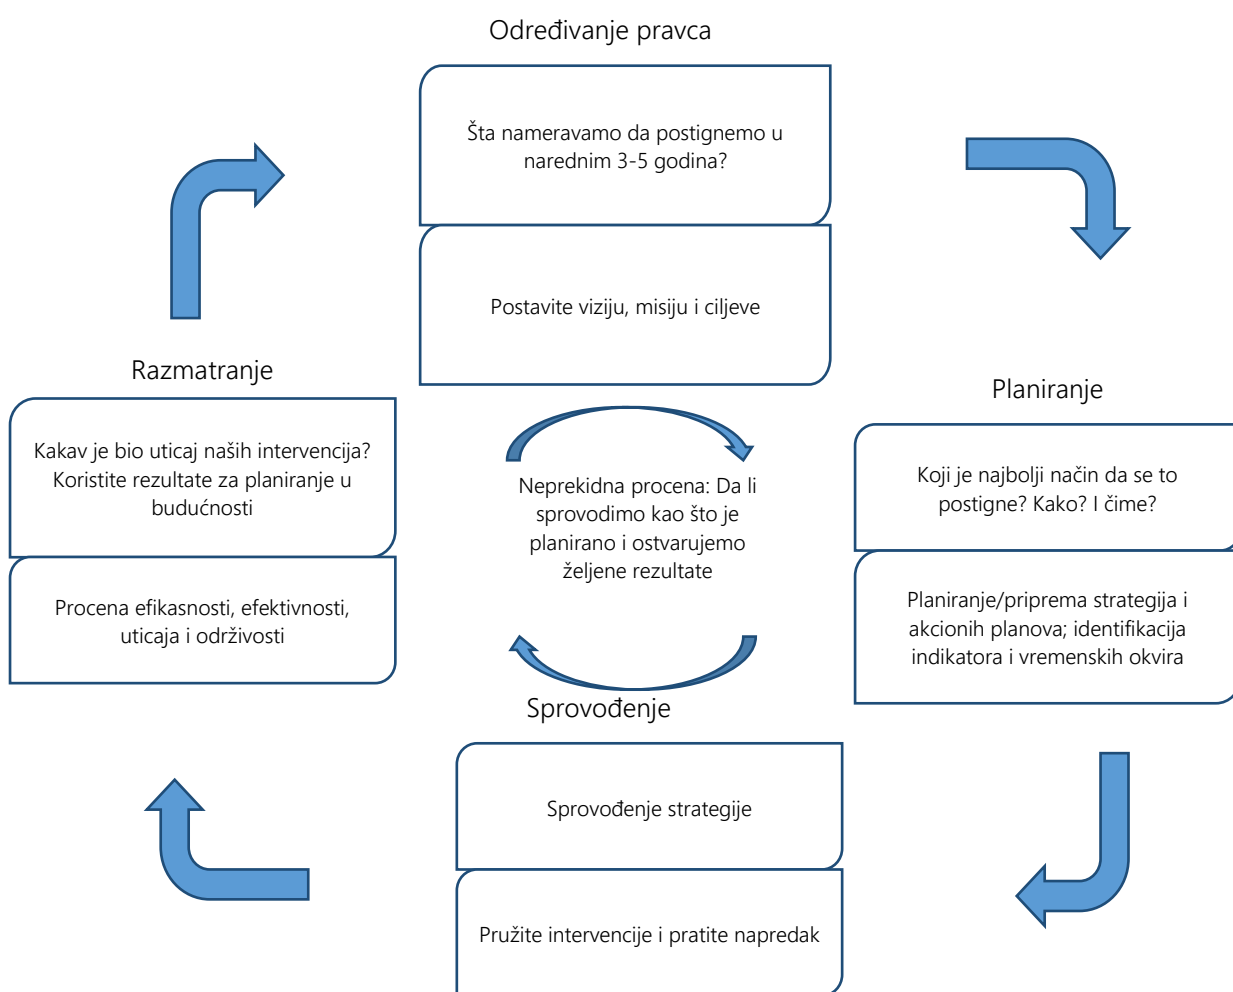 Određivanje pravca
Šta nameravamo da postignemo u
narednim 3-5 godina?
Postavite viziju, misiju i ciljeve
Planiranje
Koji je najbolji način da se to
postigne? Kako? I čime?
Planiranje/priprema strategija i
akcionih planova; identifikacija
indikatora i vremenskih okvira
Sprovođenje
Sprovođenje strategije
Pružite intervencije i pratite napredak
Razmatranje
Kakav je bio uticaj naših intervencija?
Koristite rezultate za planiranje u
budućnosti
Procena efikasnosti, efektivnosti,
uticaja i održivosti
Neprekidna procena: Da li
sprovodimo kao što je
planirano i ostvarujemo
željene rezultate